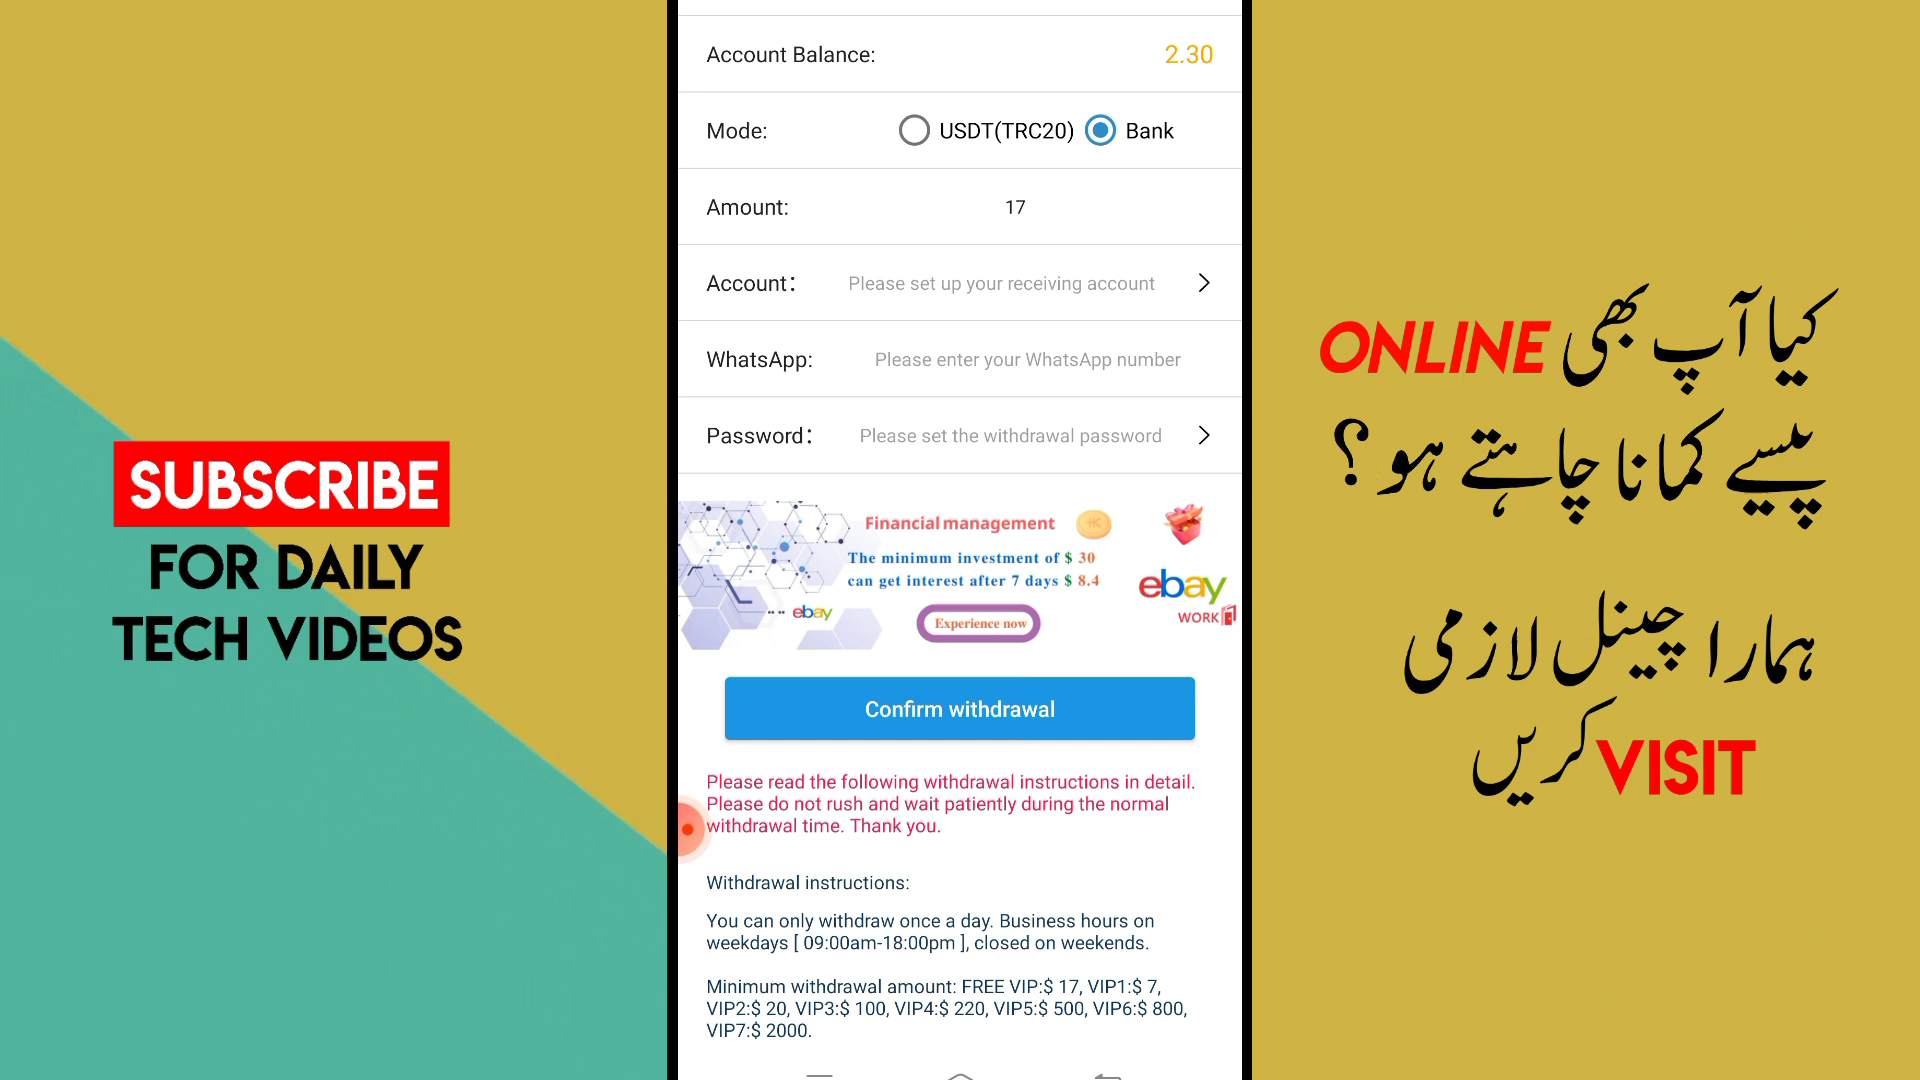 SUBSCRIBE
FOR DAILY
TECH VIDEOS
Account Balance: 2.30
Mode: USDT(TRC20) Bank
Amount: 17
Account: Please set up your receiving account
WhatsApp: Please enter your WhatsApp number
Password: Please set the withdrawal password
Financial management
The minimum investment of $ 30
can get interest after 7 days $ 8.4
ebay
Experience now
ebay
WORK
Confirm withdrawal
Please read the following withdrawal instructions in detail.
Please do not rush and wait patiently during the normal
withdrawal time. Thank you.
Withdrawal instructions:
You can only withdraw once a day. Business hours on
weekdays [ 09:00am-18:00pm ], closed on weekends.
Minimum withdrawal amount: FREE VIP:$ 17, VIP1:$ 7,
VIP2:$ 20, VIP3:$ 100, VIP4:$ 220, VIP5:$ 500, VIP6:$ 800,
VIP7:$ 2000.
کیا آپ بھی ONLINE
پیسے کمانا چاہتے ہو؟
ہمارا چینل لازمی
VISIT کریں